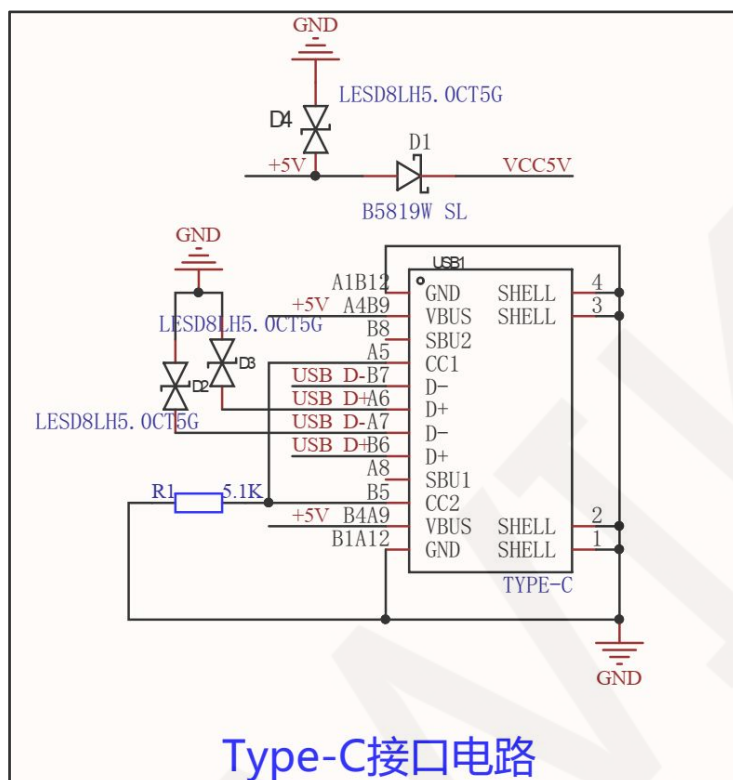 GND
LESD8LH5.0CT5G
D4
D1
+5V
VCC5V
B5819W SL
GND
USB1
A1B12 GND SHELL 4
+5V A4B9 VBUS SHELL 3
LESD8LH5.0CT5G
B8 SBU2
A5 CC1
D3
USB D- B7 D-
D2
USB D+ A6 D+
LESD8LH5.0CT5G
USB D- A7 D-
USB D+ B6 D+
A8 SBU1
R1 5.1K
B5 CC2
+5V B4A9 VBUS SHELL 2
B1A12 GND SHELL 1
TYPE-C
GND
Type-C接口电路